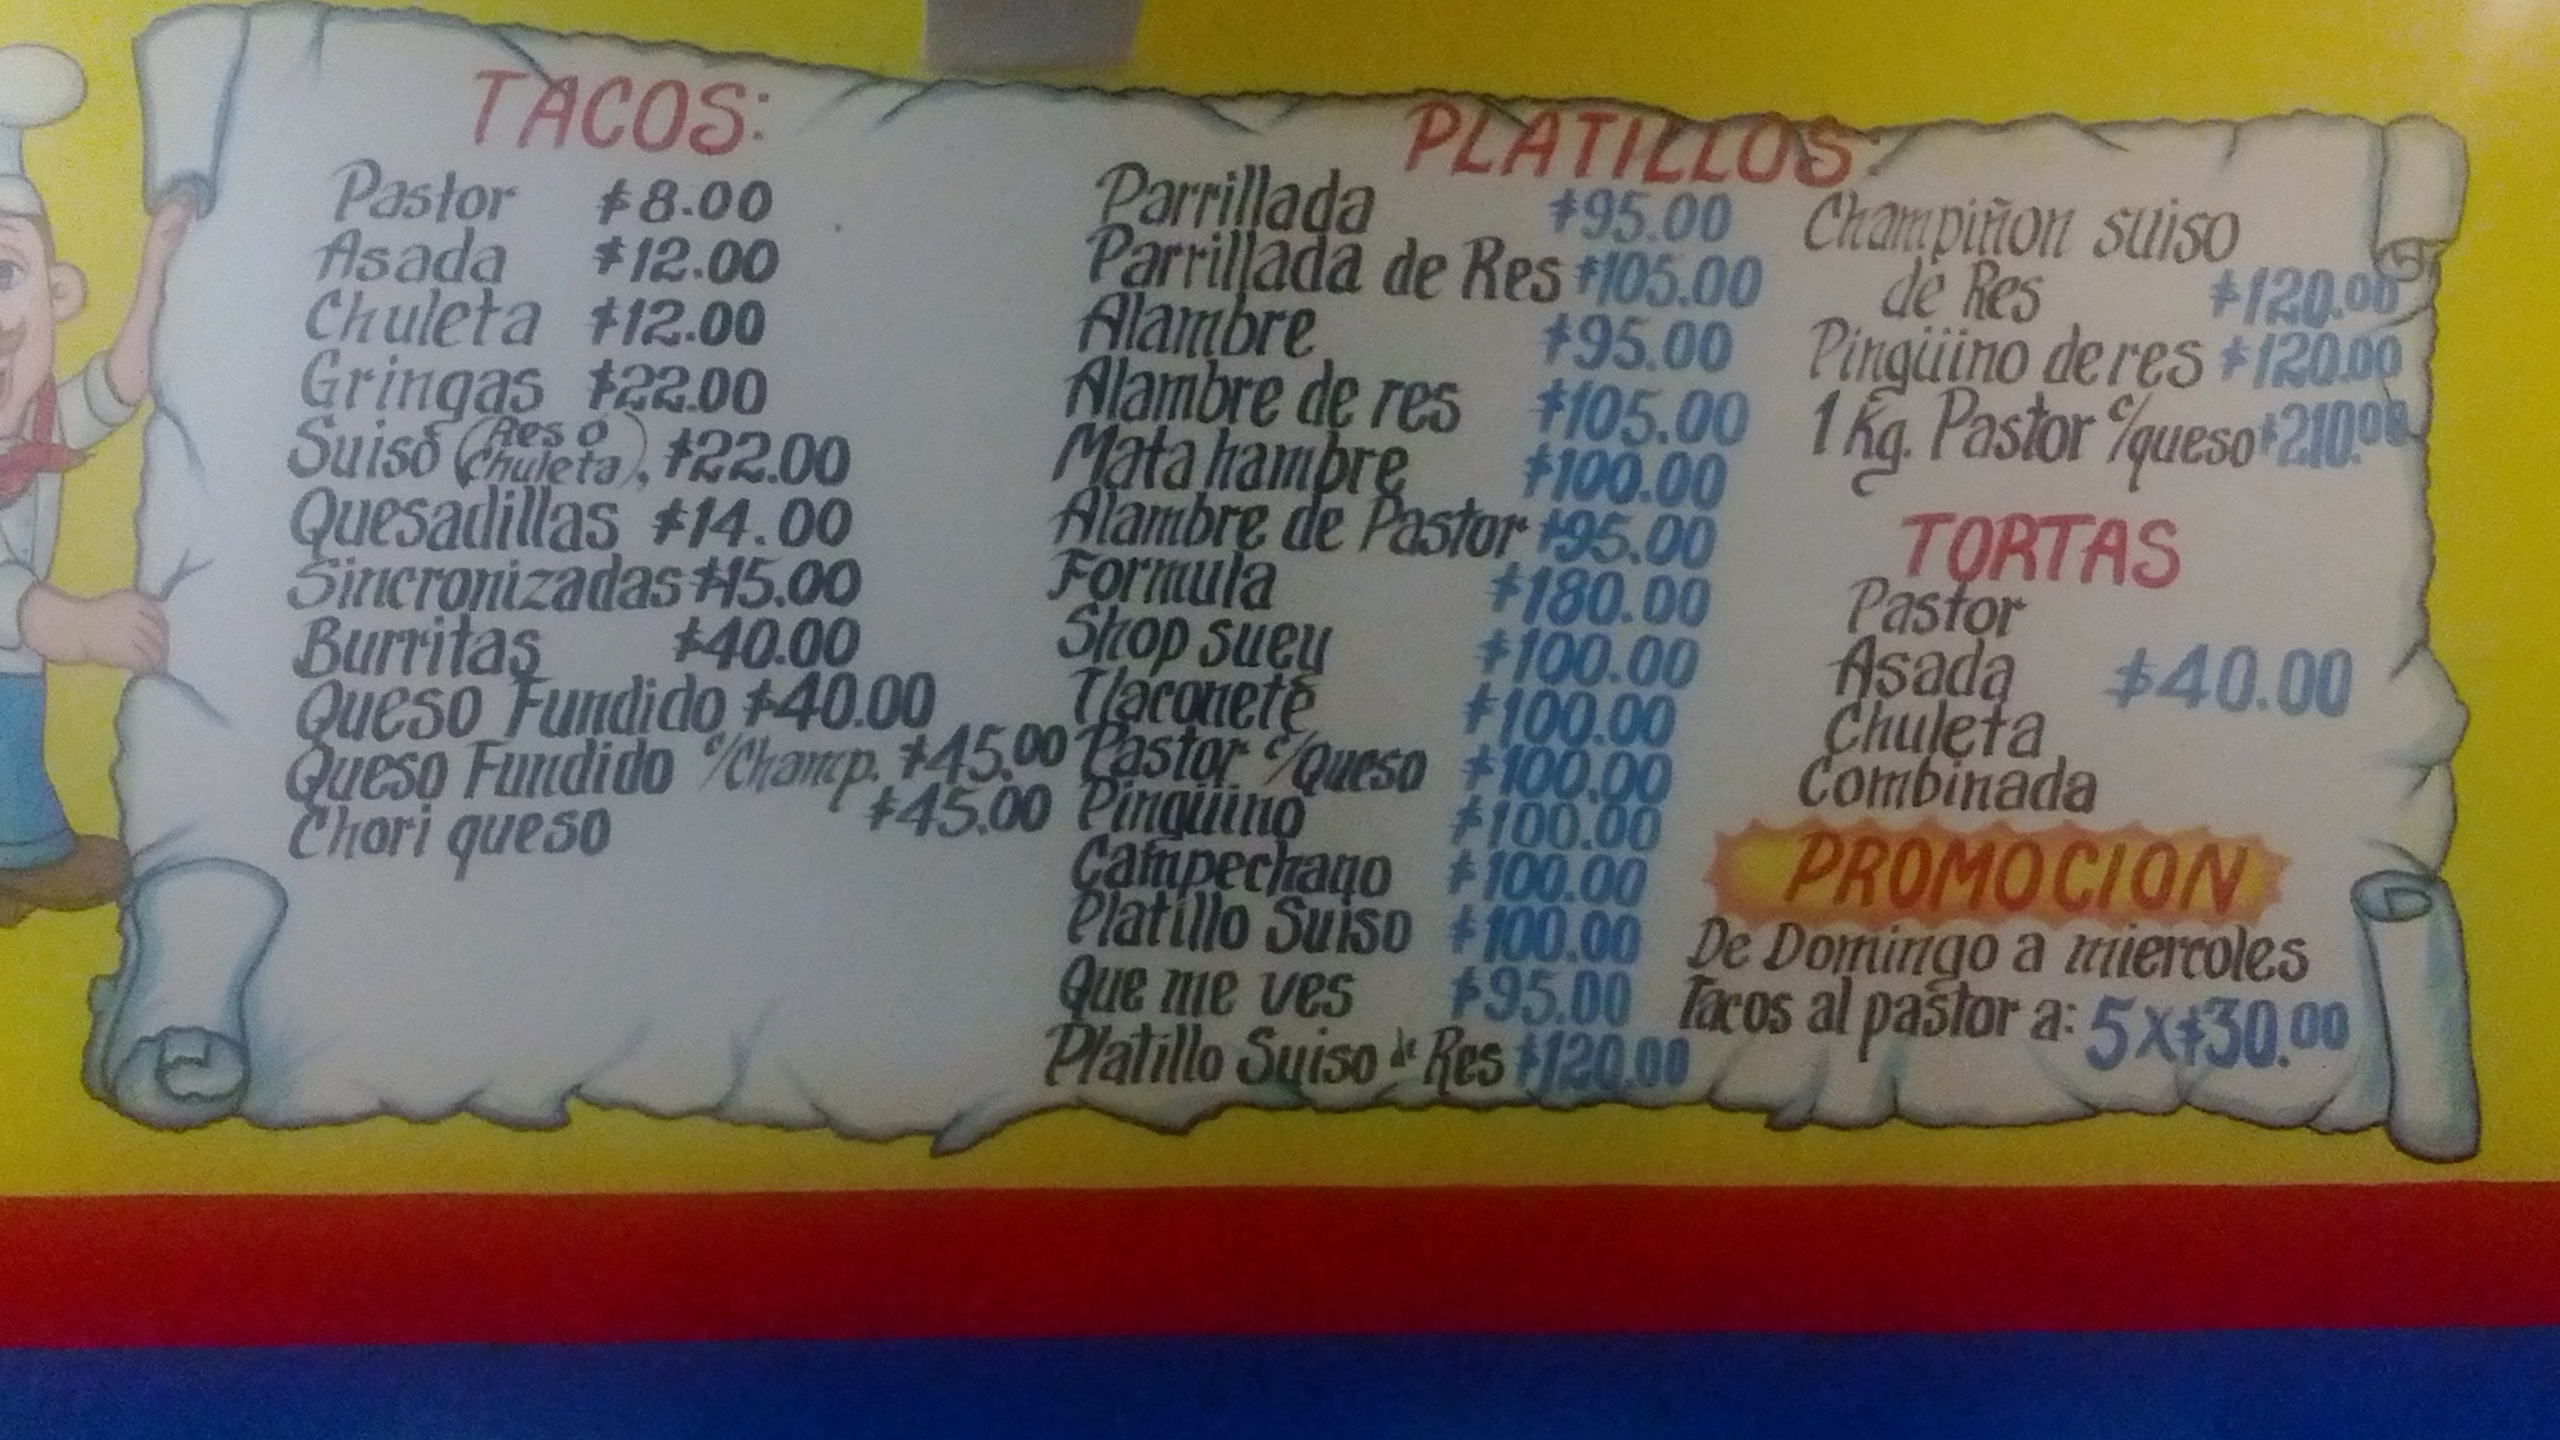 TACOS:
Pastor $8.00
Asada $12.00
Chuleta $12.00
Gringas $22.00
Suiso (Res ó Chuleta), $22.00
Quesadillas $14.00
Sincronizadas $15.00
Burritas $40.00
Queso Fundido $40.00
Queso Fundido c/Champ. $45.00
Chori queso $45.00
PLATILLOS:
Parrillada $95.00
Parrillada de Res $105.00
Alambre $95.00
Alambre de res $105.00
Mata hambre $100.00
Alambre de Pastor $95.00
Formula $180.00
Shop suey $100.00
Tlaconete $100.00
Pastor c/Queso $100.00
Pingüino $100.00
Campechano $100.00
Platillo Suiso $100.00
Que me ves $95.00
Platillo Suiso de Res $120.00
Champiñon suiso
de Res $120.00
Pingüino de res $120.00
1 Kg. Pastor c/queso $210.00
TORTAS
Pastor
Asada $40.00
Chuleta
Combinada
PROMOCION
De Domingo a miercoles
Tacos al pastor a: 5x$30.00